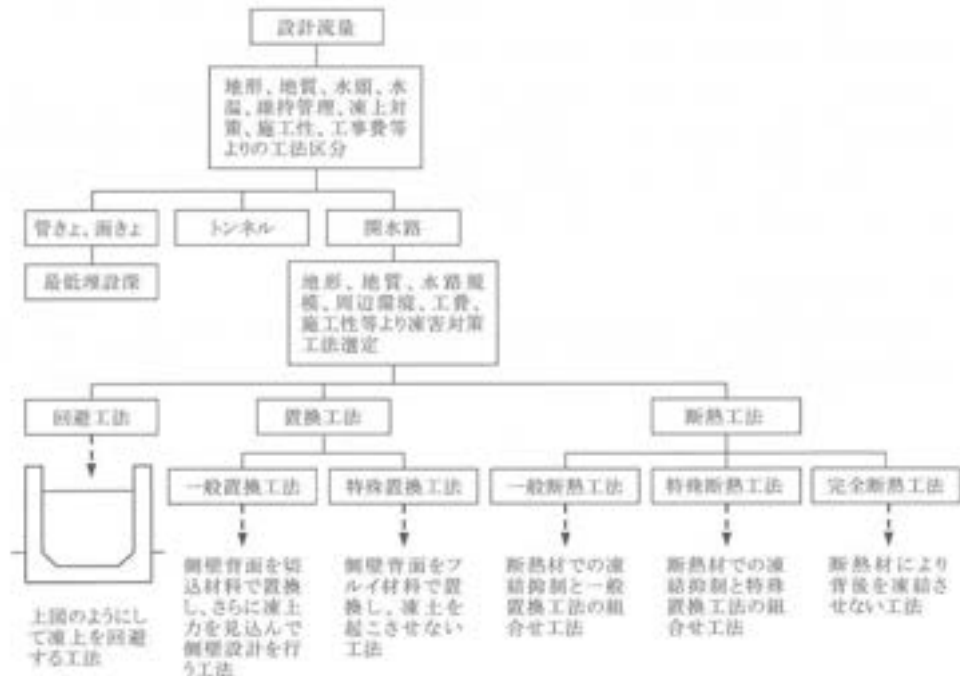 設計流量
地形、地質、水頭、水
温、維持管理、凍上対
策、施工性、工事費等
よりの工法区分
管きょ、函きょ
トンネル
開水路
最低埋設深
地形、地質、水路規
模、周辺環境、工費、
施工性等より凍害対策
工法選定
回避工法
置換工法
断熱工法
一般置換工法
特殊置換工法
一般断熱工法
特殊断熱工法
完全断熱工法
上図のようにし
て凍上を回避
する工法
側壁背面を切
込材料で置換
し、さらに凍上
力を見込んで
側壁設計を行
う工法
側壁背面をフ
ルイ材料で置
換し、凍上を
起こさせない
工法
断熱材での凍
結抑制と一般
置換工法の組
合せ工法
断熱材での凍
結抑制と特殊
置換工法の組
合せ工法
断熱材により
背後を凍結さ
せない工法